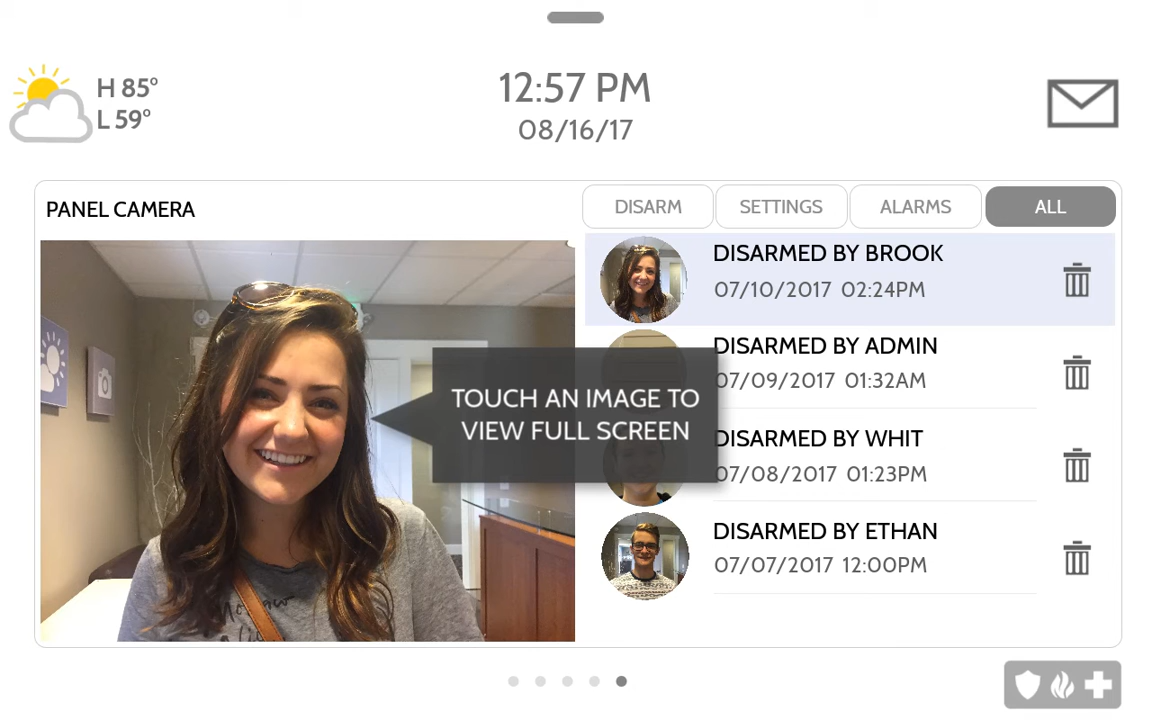 H 85°
L 59°
12:57 PM
08/16/17
PANEL CAMERA
DISARM
SETTINGS
ALARMS
ALL
DISARMED BY BROOK
07/10/2017 02:24PM
DISARMED BY ADMIN
07/09/2017 01:32AM
TOUCH AN IMAGE TO
VIEW FULL SCREEN
DISARMED BY WHIT
07/08/2017 01:23PM
DISARMED BY ETHAN
07/07/2017 12:00PM